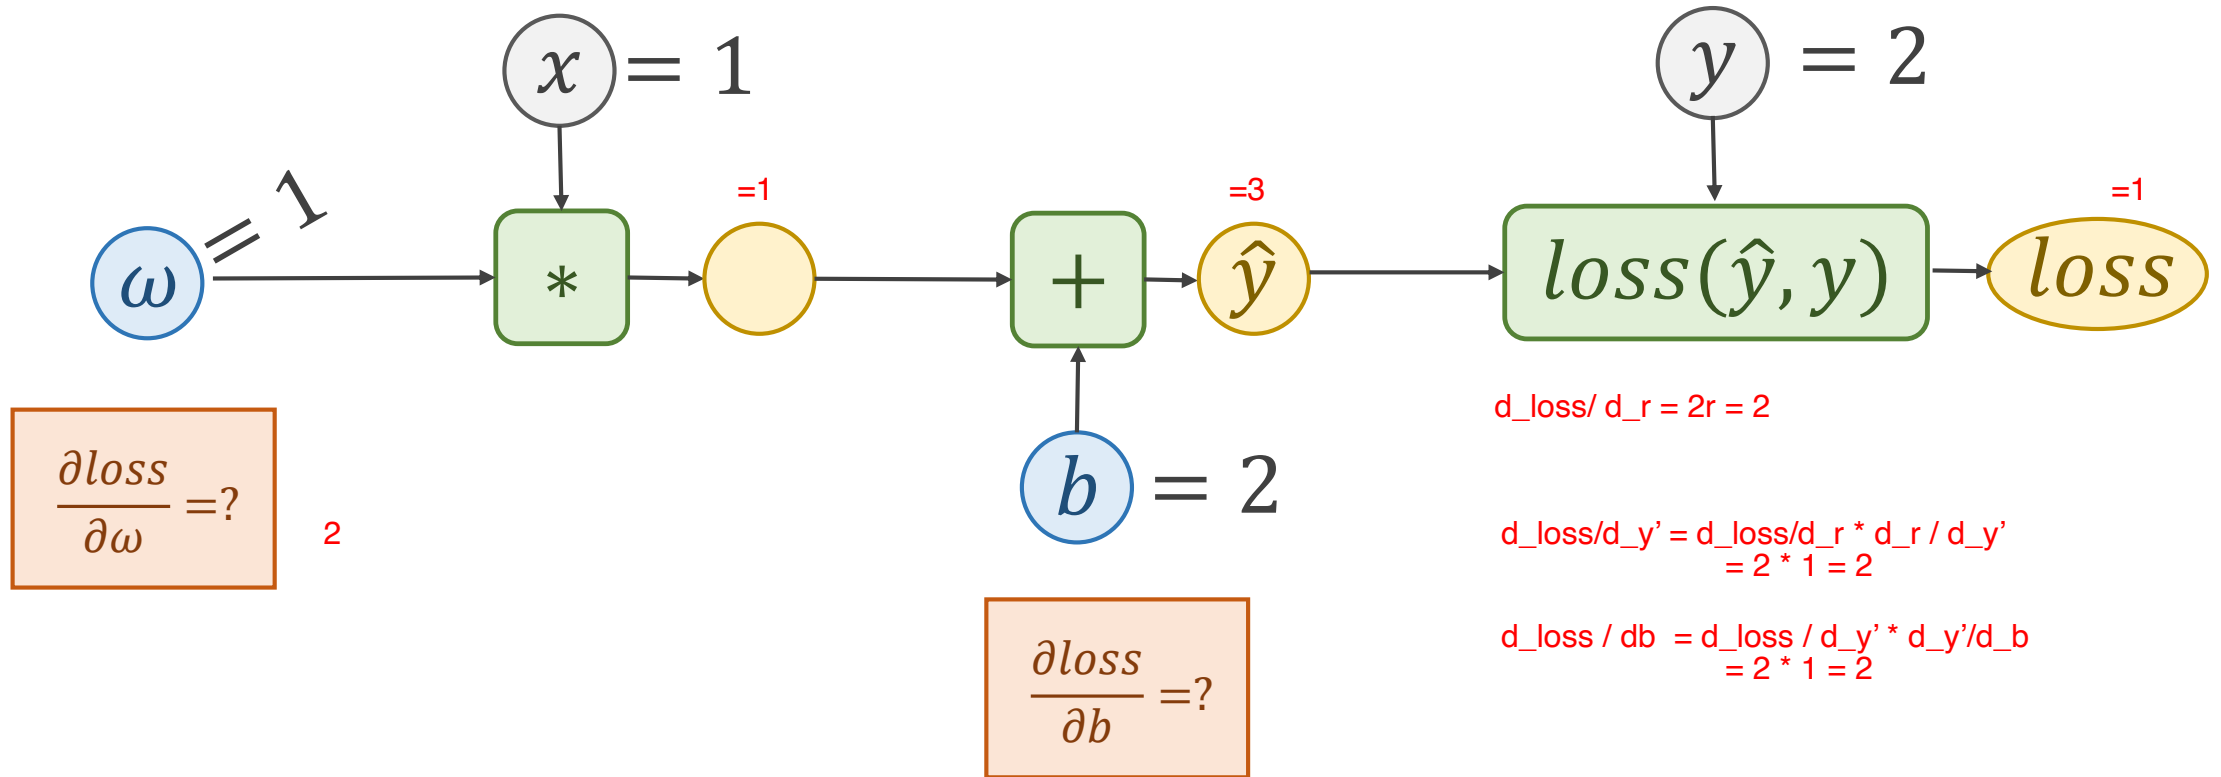 x = 1
y = 2
=1
=3
=1
ω = 1
*
+
ŷ
loss(ŷ, y)
loss
d_loss/ d_r = 2r = 2
b = 2
∂loss/∂ω =?
2
d_loss/d_y’ = d_loss/d_r * d_r / d_y’
= 2 * 1 = 2
∂loss/∂b =?
d_loss / db = d_loss / d_y’ * d_y’/d_b
= 2 * 1 = 2